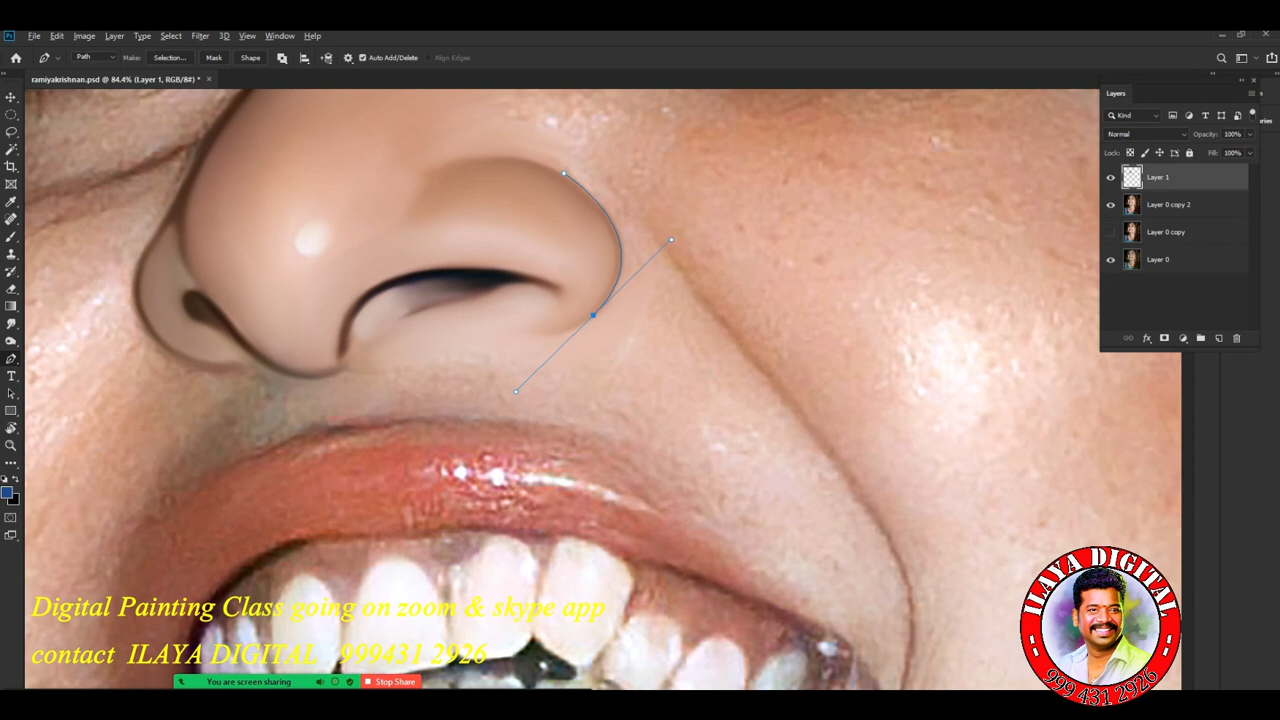 Ps File Edit Image Layer Type Select Filter 3D View Window Help
Path Make: Selection... Mask Shape Auto Add/Delete Align Edges
ramiyakrishnan.psd @ 84.4% (Layer 1, RGB/8#) * ×
Layers
Kind
Normal Opacity: 100%
Lock: Fill: 100%
Layer 1
Layer 0 copy 2
Layer 0 copy
Layer 0
Digital Painting Class going on zoom & skype app
contact ILAYA DIGITAL 999431 2926
You are screen sharing Stop Share
ILAYA DIGITAL
999 431 2926